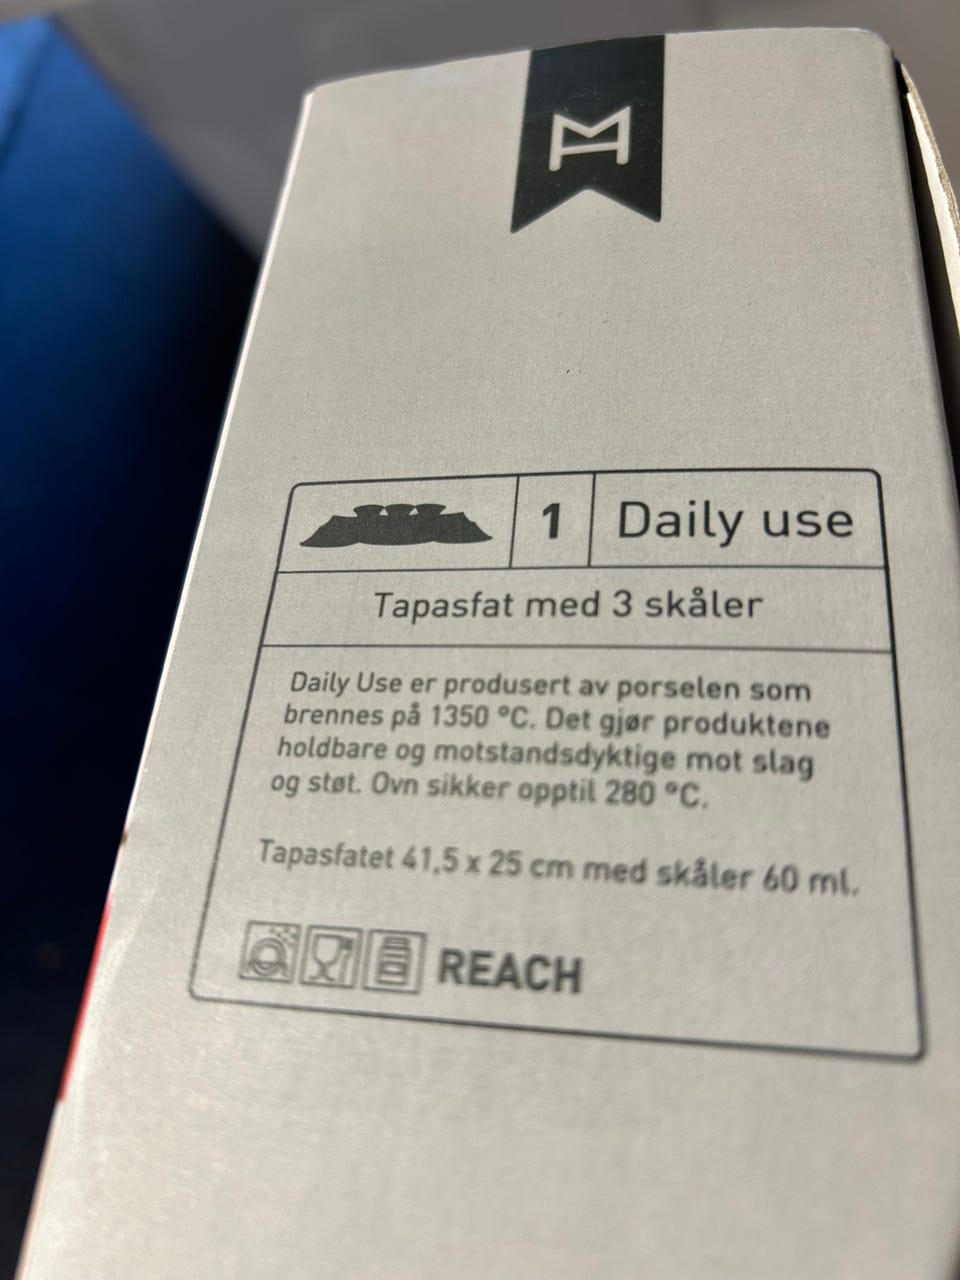 1 Daily use
Tapasfat med 3 skåler
Daily Use er produsert av porselen som
brennes på 1350 °C. Det gjør produktene
holdbare og motstandsdyktige mot slag
og støt. Ovn sikker opptil 280 °C.
Tapasfatet 41,5 x 25 cm med skåler 60 ml.
REACH